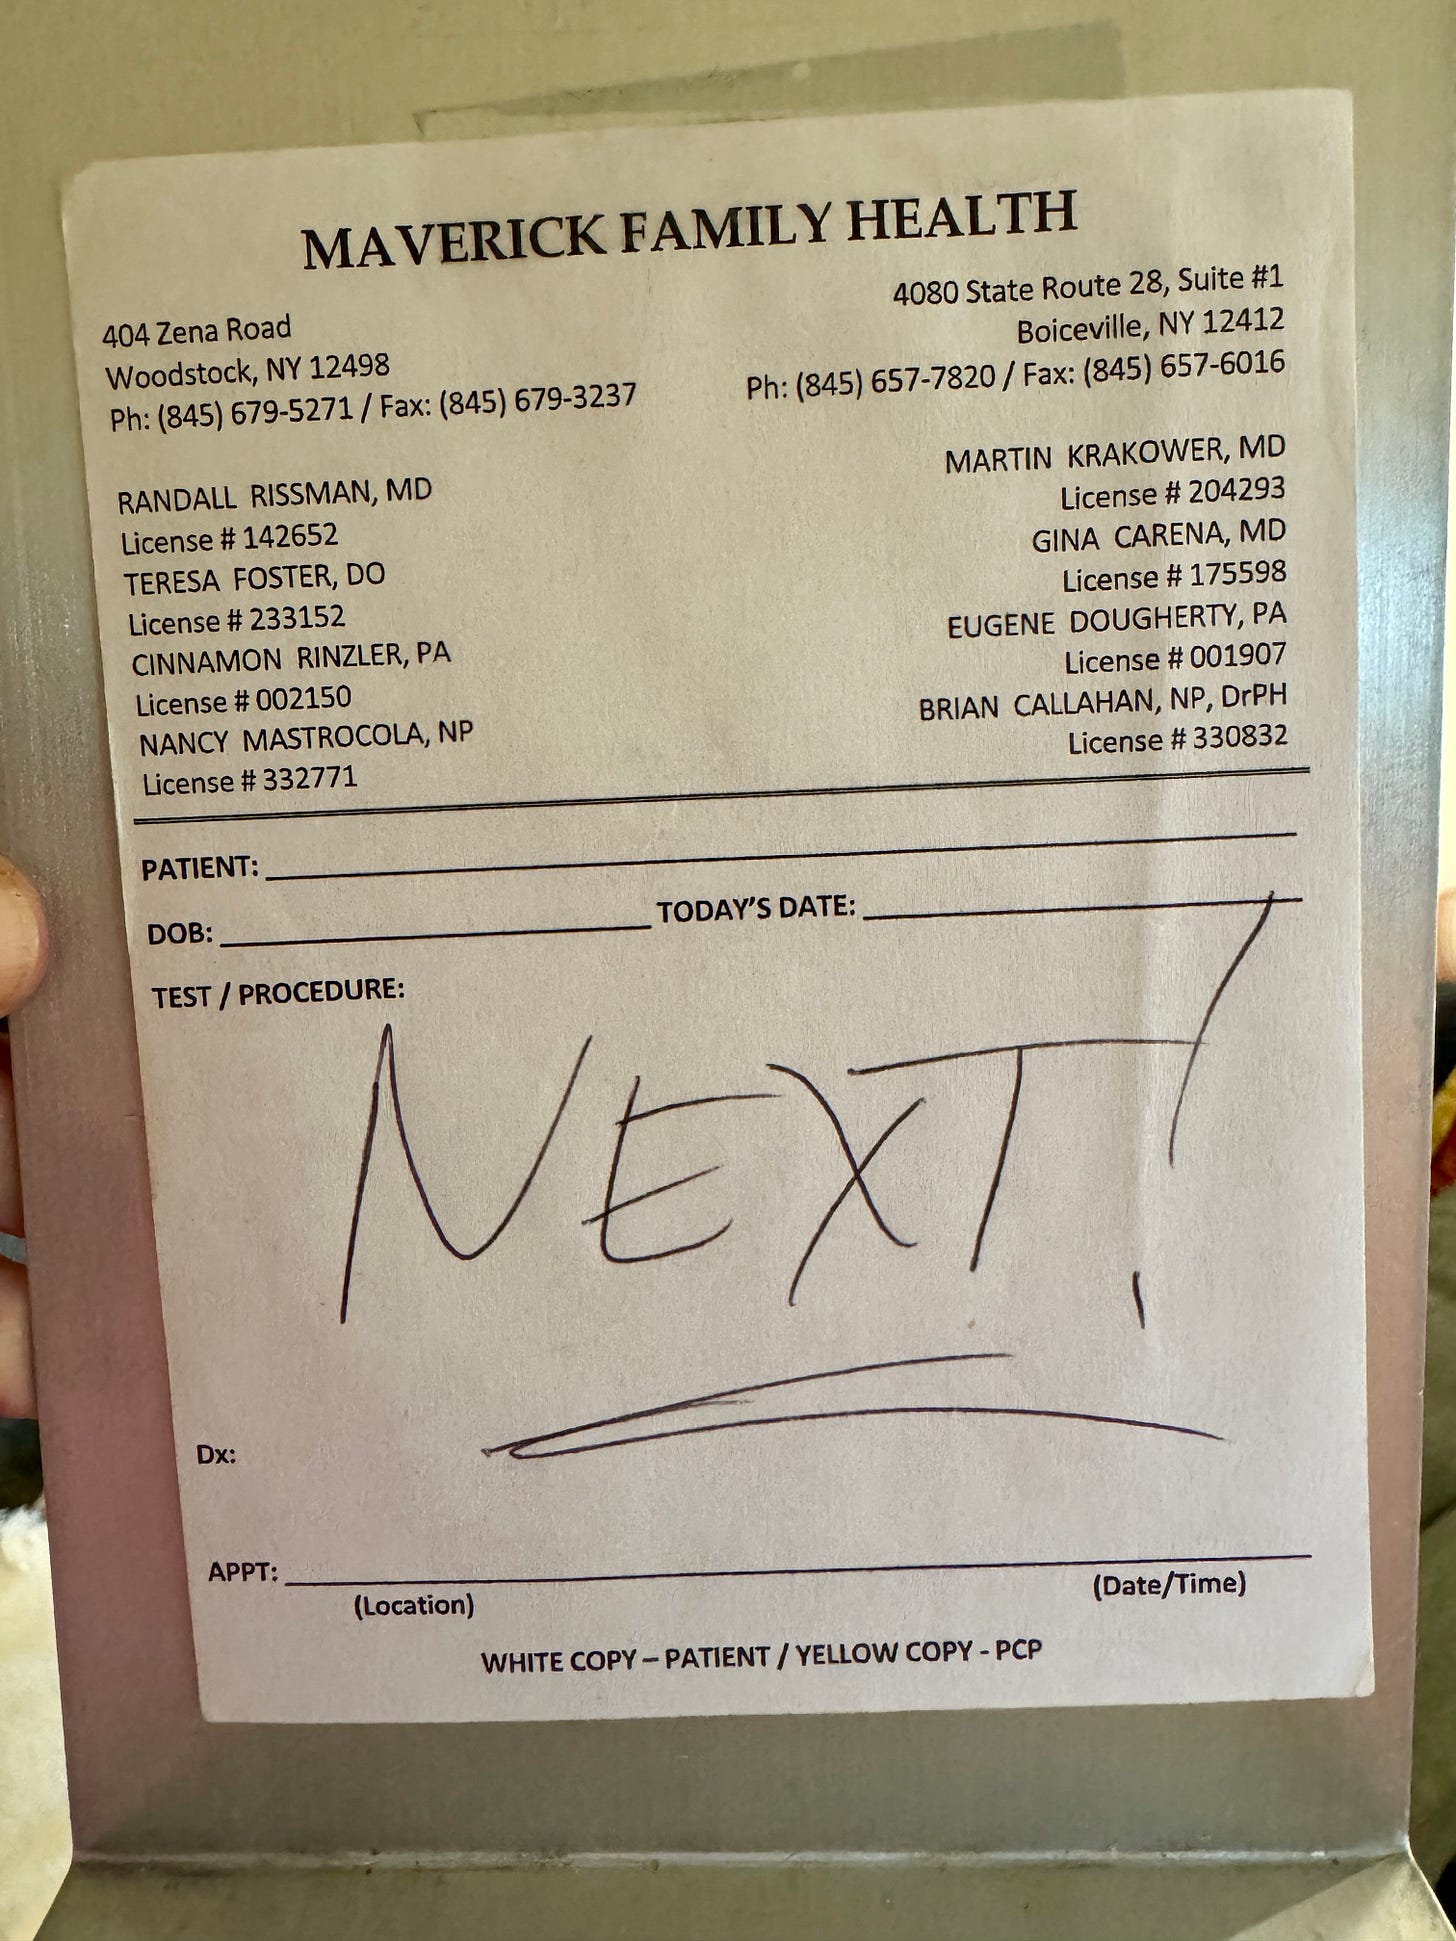 MAVERICK FAMILY HEALTH
404 Zena Road
Woodstock, NY 12498
Ph: (845) 679-5271 / Fax: (845) 679-3237
4080 State Route 28, Suite #1
Boiceville, NY 12412
Ph: (845) 657-7820 / Fax: (845) 657-6016
RANDALL RISSMAN, MD
License # 142652
TERESA FOSTER, DO
License # 233152
CINNAMON RINZLER, PA
License # 002150
NANCY MASTROCOLA, NP
License # 332771
MARTIN KRAKOWER, MD
License # 204293
GINA CARENA, MD
License # 175598
EUGENE DOUGHERTY, PA
License # 001907
BRIAN CALLAHAN, NP, DrPH
License # 330832
PATIENT:
DOB: TODAY'S DATE:
TEST / PROCEDURE:
NEXT!
Dx:
APPT:
(Location) (Date/Time)
WHITE COPY – PATIENT / YELLOW COPY - PCP